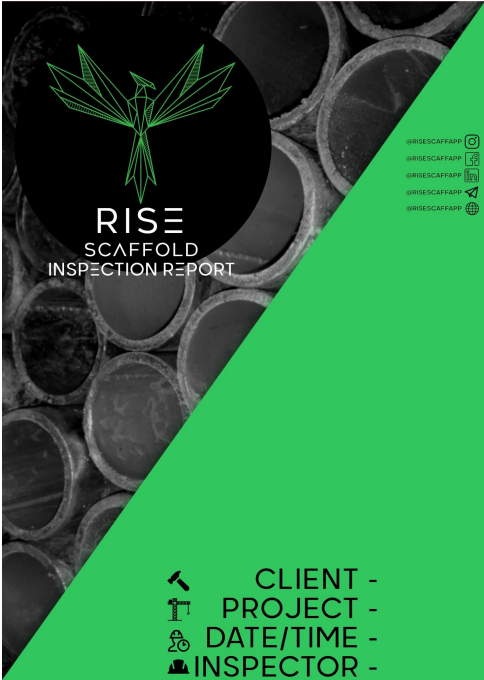 RISE
SCAFFOLD
INSPECTION REPORT
@RISESCAFFAPP
@RISESCAFFAPP
@RISESCAFFAPP
@RISESCAFFAPP
@RISESCAFFAPP
CLIENT -
PROJECT -
DATE/TIME -
INSPECTOR -